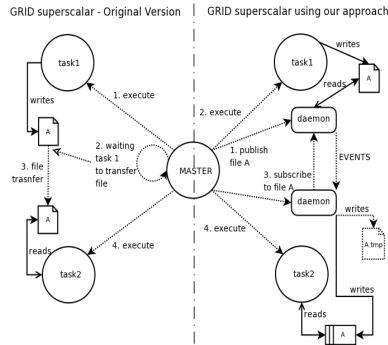 GRID superscalar - Original Version
GRID superscalar using our approach
task1
writes
A
1. execute
2. waiting
task 1
to transfer
file
3. file
trasnfer
A
reads
task2
4. execute
MASTER
task1
writes
A
reads
2. execute
daemon
1. publish
file A
EVENTS
3. subscribe
to file A
daemon
writes
A.tmp
4. execute
task2
writes
reads
A